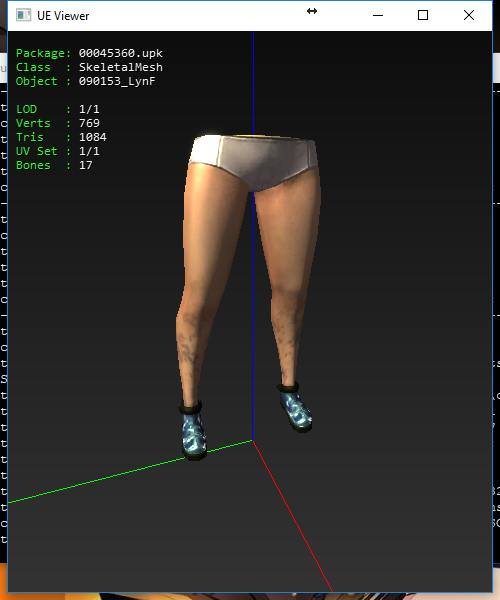 UE Viewer
Package: 00045360.upk
Class  : SkeletalMesh
Object : 090153_LynF
LOD    : 1/1
Verts  : 769
Tris   : 1084
UV Set : 1/1
Bones  : 17